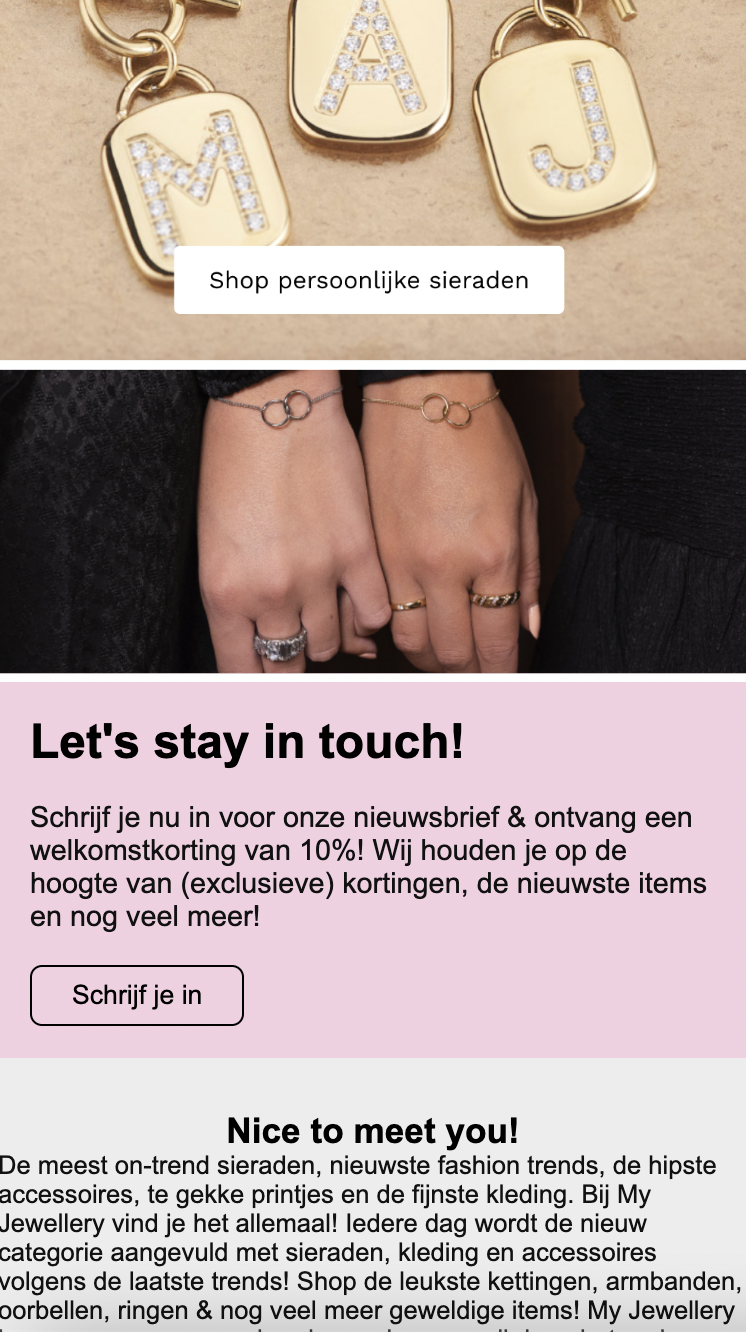 M A J
Shop persoonlijke sieraden
Let's stay in touch!
Schrijf je nu in voor onze nieuwsbrief & ontvang een
welkomstkorting van 10%! Wij houden je op de
hoogte van (exclusieve) kortingen, de nieuwste items
en nog veel meer!
Schrijf je in
Nice to meet you!
De meest on-trend sieraden, nieuwste fashion trends, de hipste
accessoires, te gekke printjes en de fijnste kleding. Bij My
Jewellery vind je het allemaal! Iedere dag wordt de nieuw
categorie aangevuld met sieraden, kleding en accessoires
volgens de laatste trends! Shop de leukste kettingen, armbanden,
oorbellen, ringen & nog veel meer geweldige items! My Jewellery